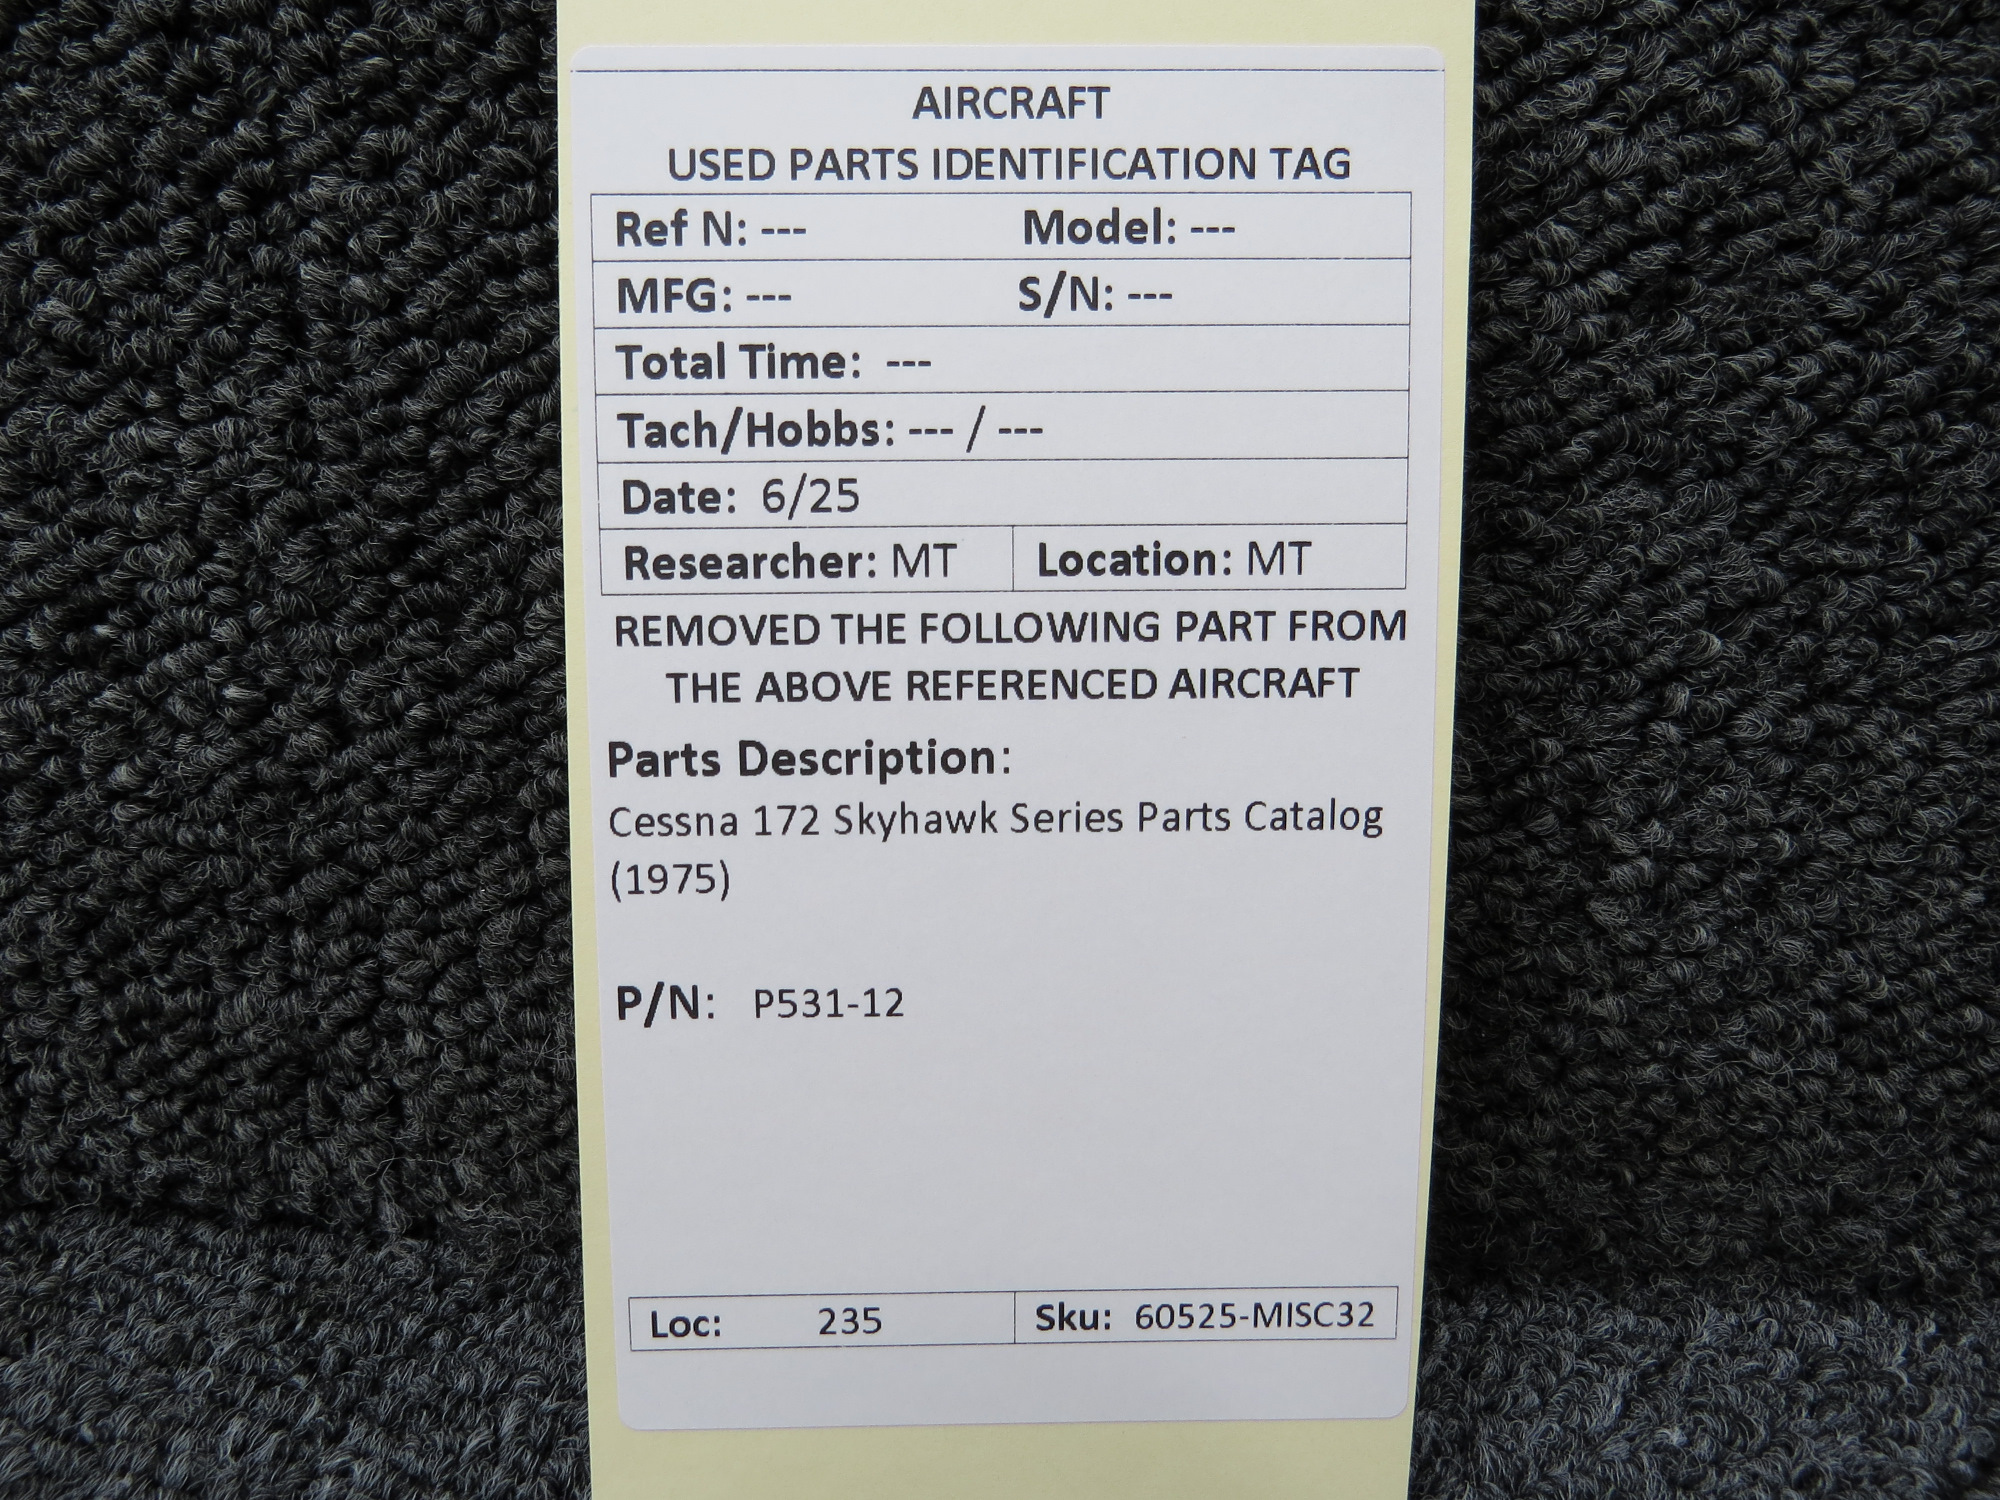 AIRCRAFT
USED PARTS IDENTIFICATION TAG
Ref N: --- Model: ---
MFG: --- S/N: ---
Total Time: ---
Tach/Hobbs: --- / ---
Date: 6/25
Researcher: MT Location: MT
REMOVED THE FOLLOWING PART FROM
THE ABOVE REFERENCED AIRCRAFT
Parts Description:
Cessna 172 Skyhawk Series Parts Catalog
(1975)
P/N: P531-12
Loc: 235 Sku: 60525-MISC32